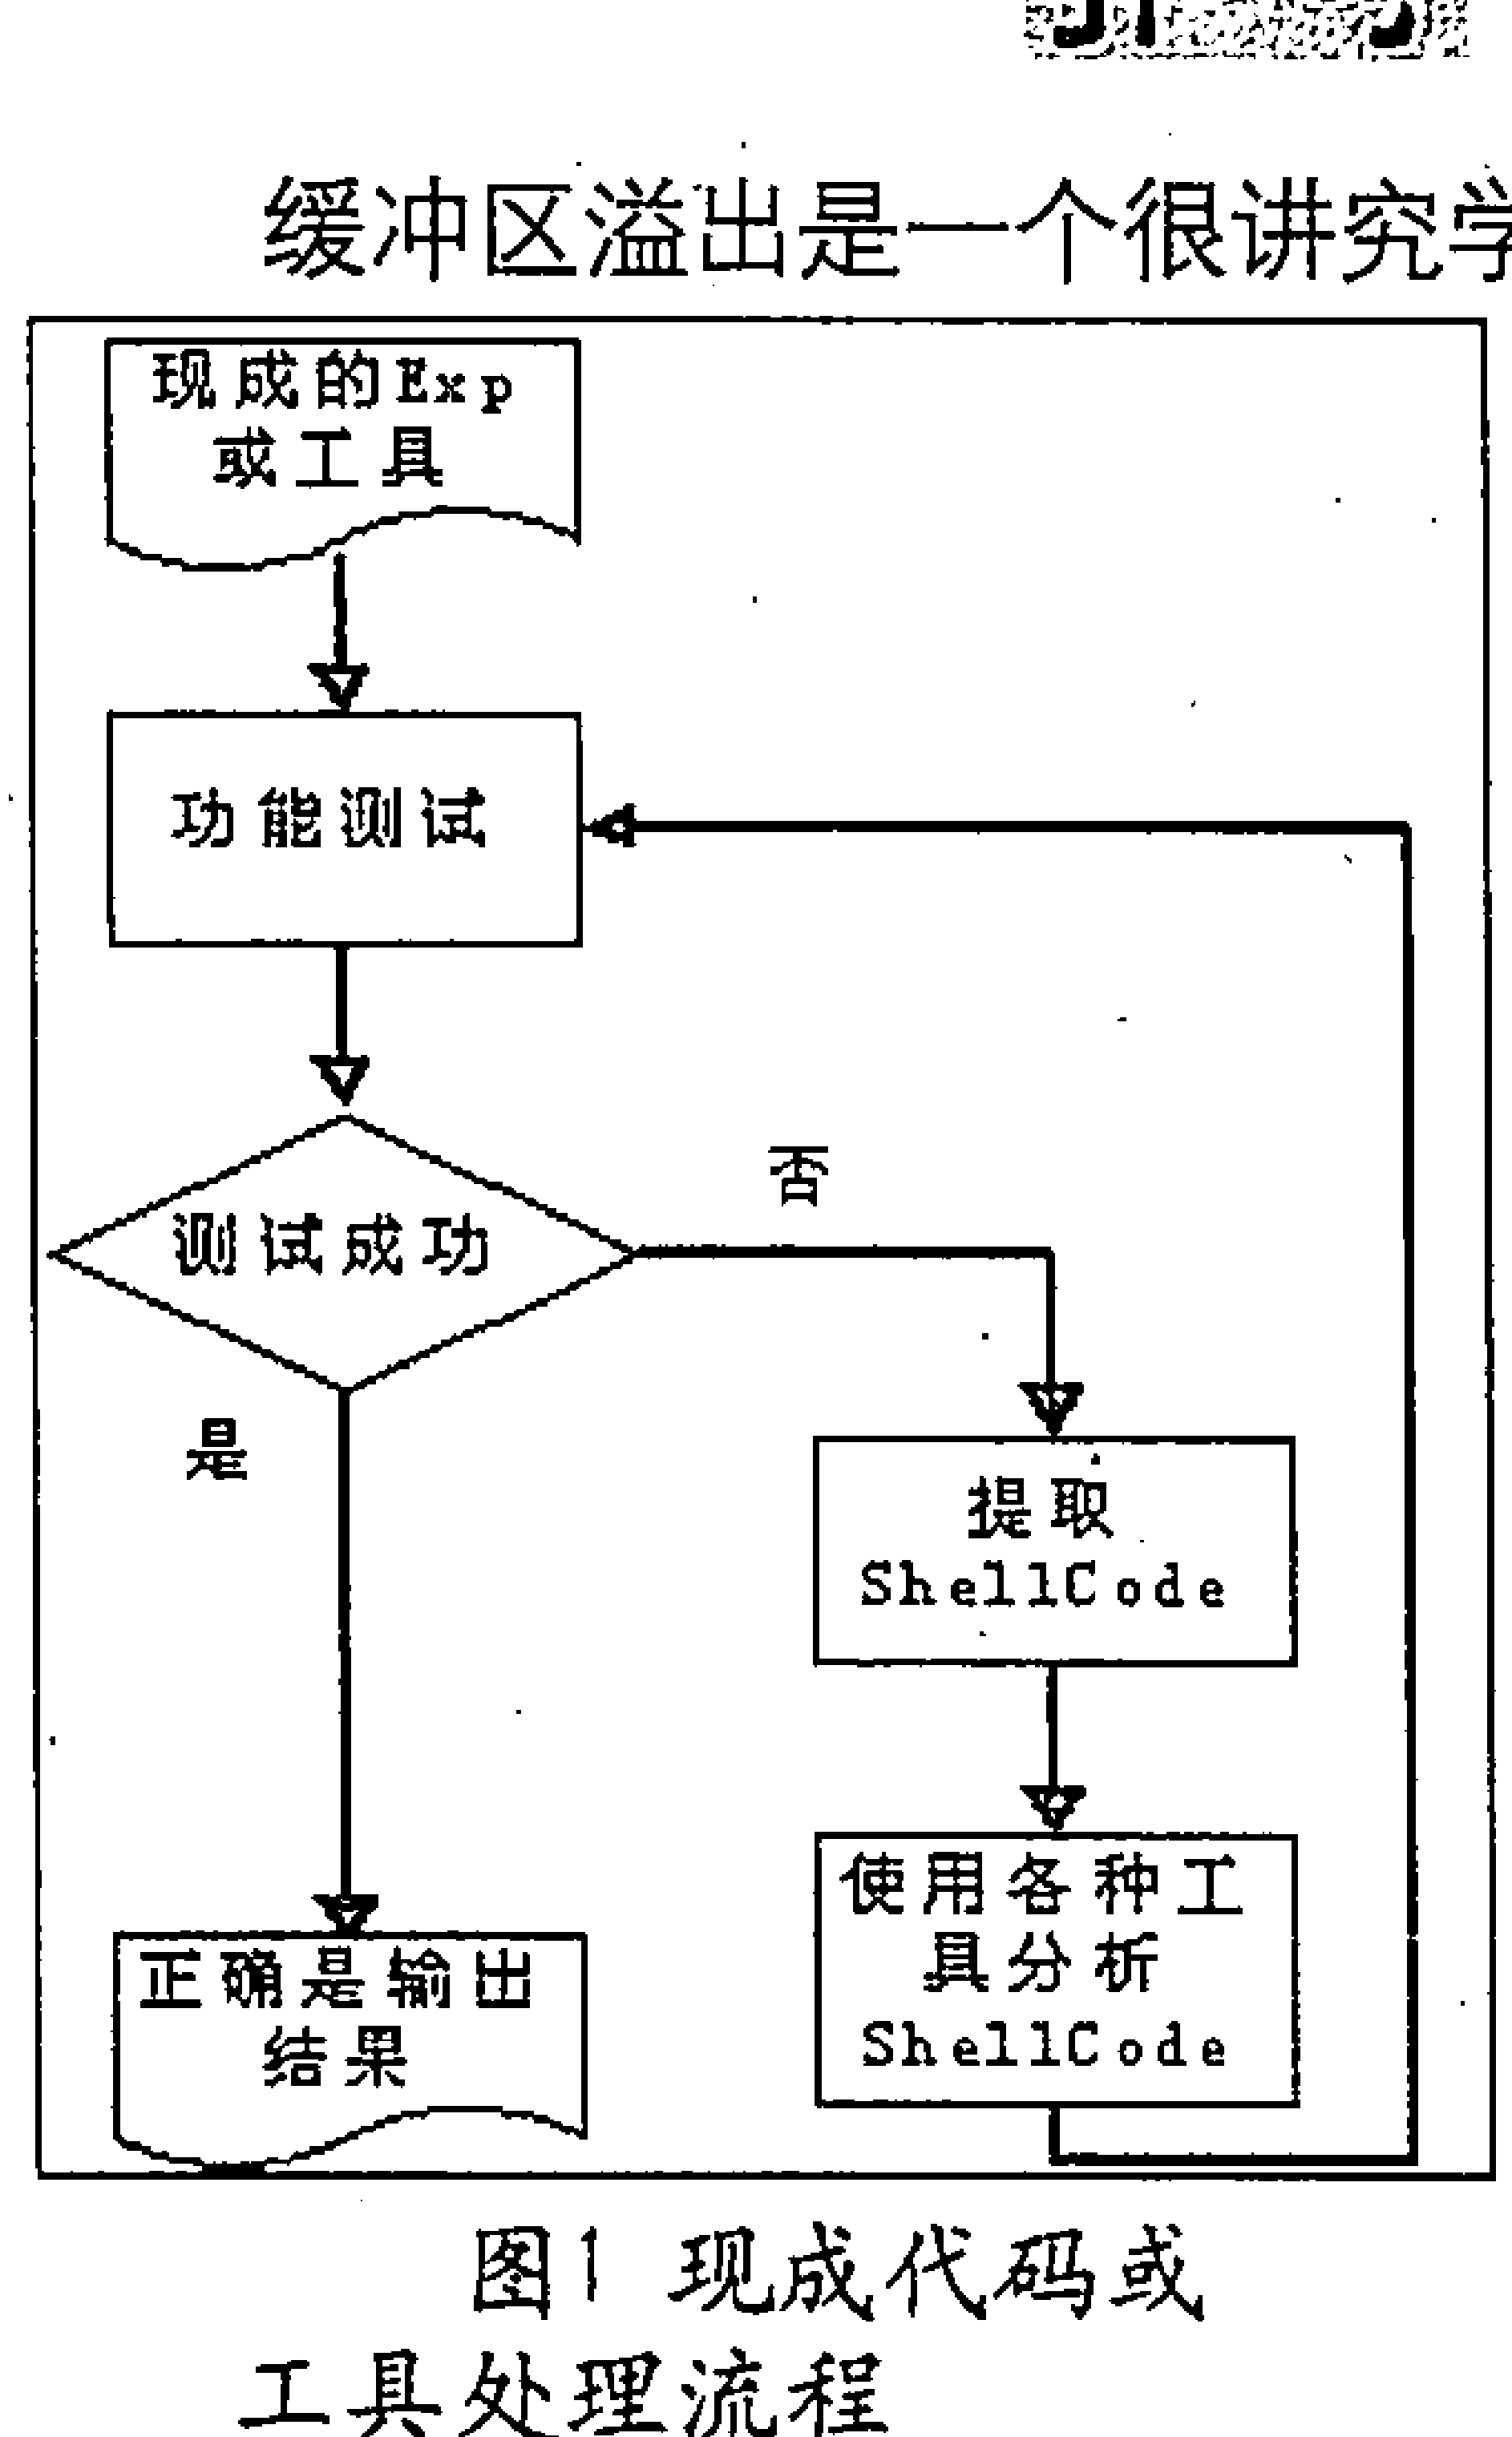 缓冲区溢出是一个很讲究学
现成的Exp
或工具
功能测试
测试成功
否
是
提取
ShellCode
使用各种工
具分析
ShellCode
正确是输出
结果
图1 现成代码或
工具处理流程